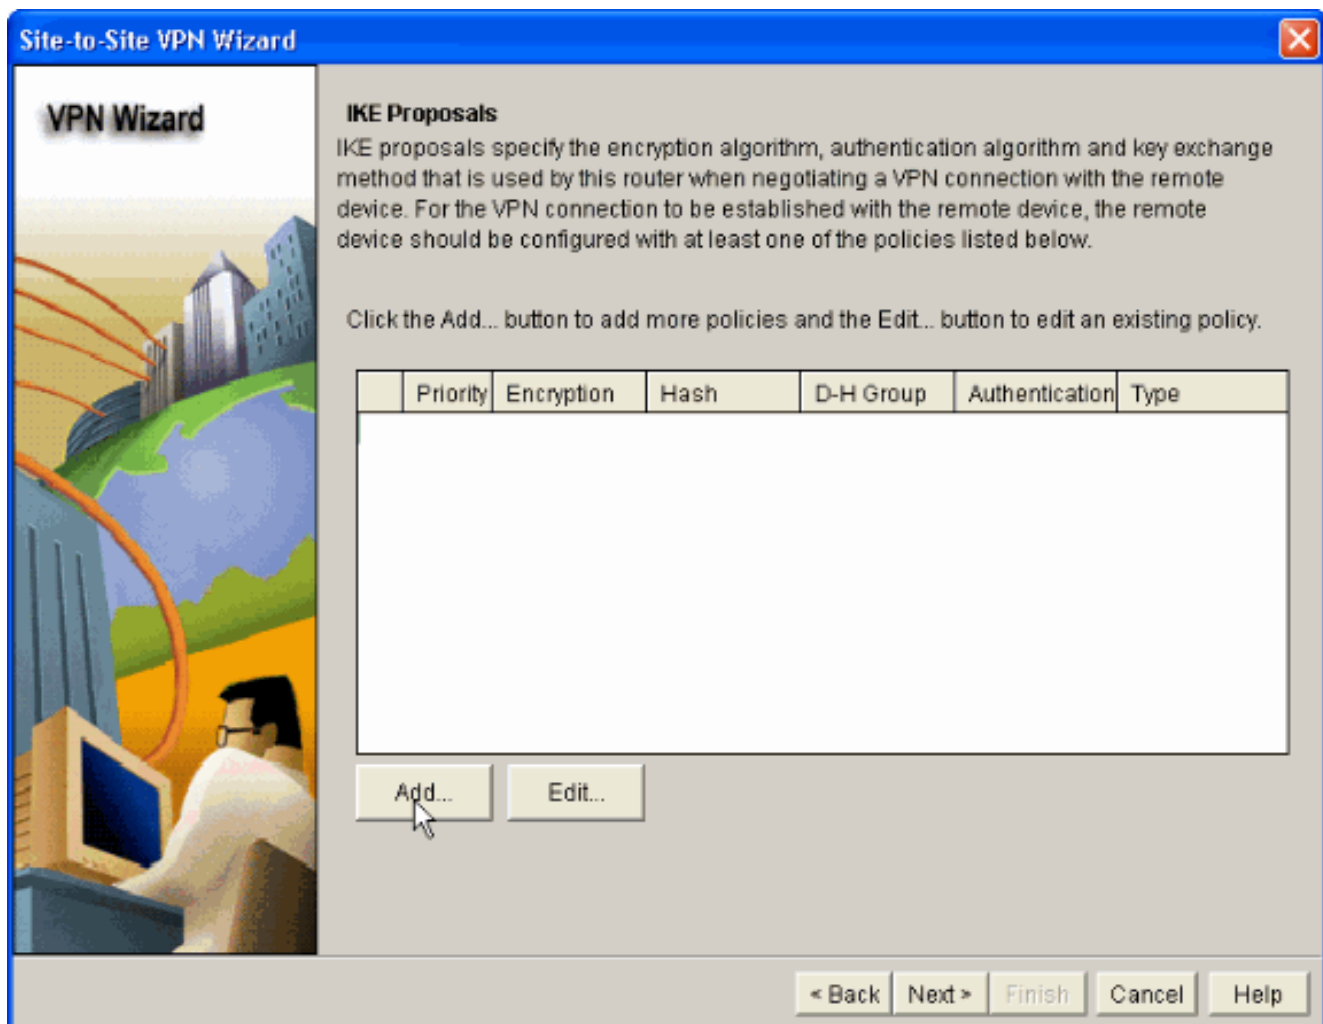 Site-to-Site VPN Wizard
VPN Wizard
IKE Proposals
IKE proposals specify the encryption algorithm, authentication algorithm and key exchange
method that is used by this router when negotiating a VPN connection with the remote
device. For the VPN connection to be established with the remote device, the remote
device should be configured with at least one of the policies listed below.
Click the Add... button to add more policies and the Edit... button to edit an existing policy.
Priority Encryption Hash D-H Group Authentication Type
Add... Edit...
< Back Next > Finish Cancel Help